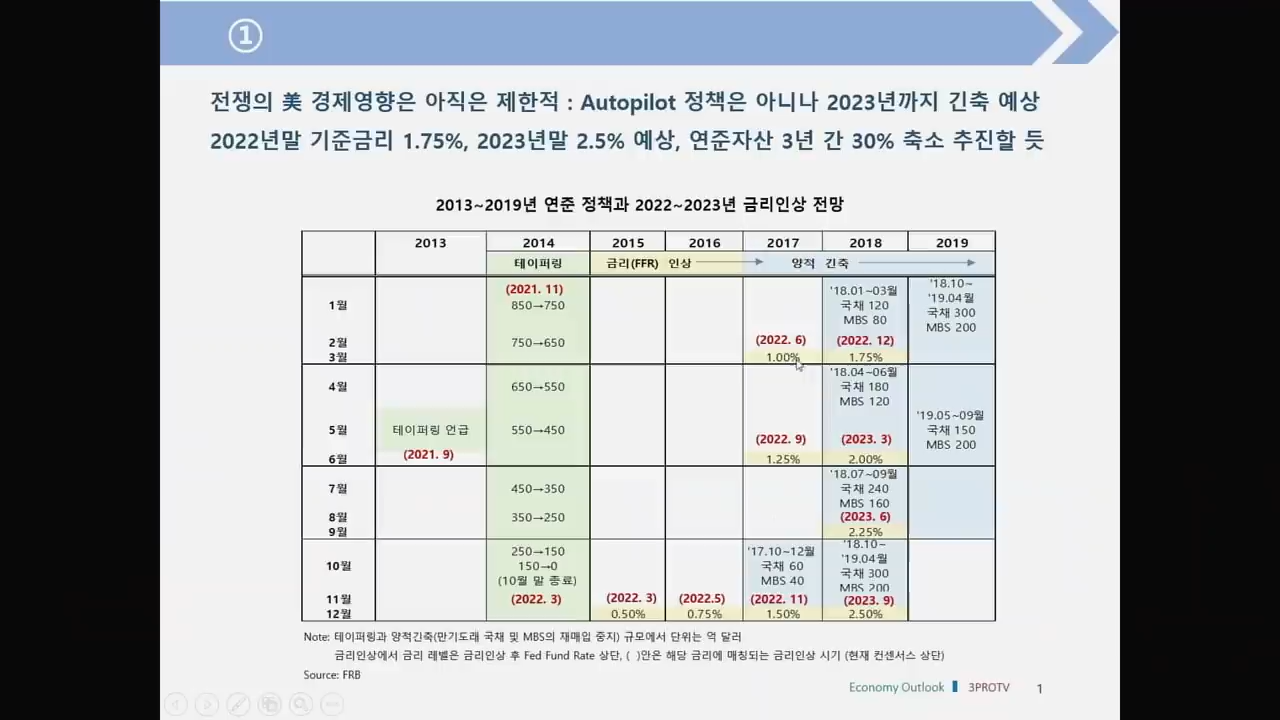 ①
전쟁의 美 경제영향은 아직은 제한적 : Autopilot 정책은 아니나 2023년까지 긴축 예상
2022년말 기준금리 1.75%, 2023년말 2.5% 예상, 연준자산 3년 간 30% 축소 추진할 듯
2013~2019년 연준 정책과 2022~2023년 금리인상 전망
2013 2014 2015 2016 2017 2018 2019
테이퍼링 금리(FFR) 인상 양적 긴축
1월
(2021. 11)
850→750
'18.01~03월
국채 120
MBS 80
'18.10~
'19.04월
국채 300
MBS 200
2월 750→650 (2022. 6) (2022. 12)
3월 1.00% 1.75%
4월 650→550
'18.04~06월
국채 180
MBS 120
5월 테이퍼링 언급 550→450 (2022. 9) (2023. 3)
'19.05~09월
국채 150
MBS 200
(2021. 9)
6월 1.25% 2.00%
7월 450→350
'18.07~09월
국채 240
MBS 160
8월 350→250 (2023. 6)
9월 2.25%
10월
250→150
150→0
(10월 말 종료)
'17.10~12월
국채 60
MBS 40
'18.10~
'19.04월
국채 300
MBS 200
11월 (2022. 3) (2022. 3) (2022.5) (2022. 11) (2023. 9)
12월 0.50% 0.75% 1.50% 2.50%
Note: 테이퍼링과 양적긴축(만기도래 국채 및 MBS의 재매입 중지) 규모에서 단위는 억 달러
금리인상에서 금리 레벨은 금리인상 후 Fed Fund Rate 상단, ( )안은 해당 금리에 매칭되는 금리인상 시기 (현재 컨센서스 상단)
Source: FRB
Economy Outlook 3PROTV 1